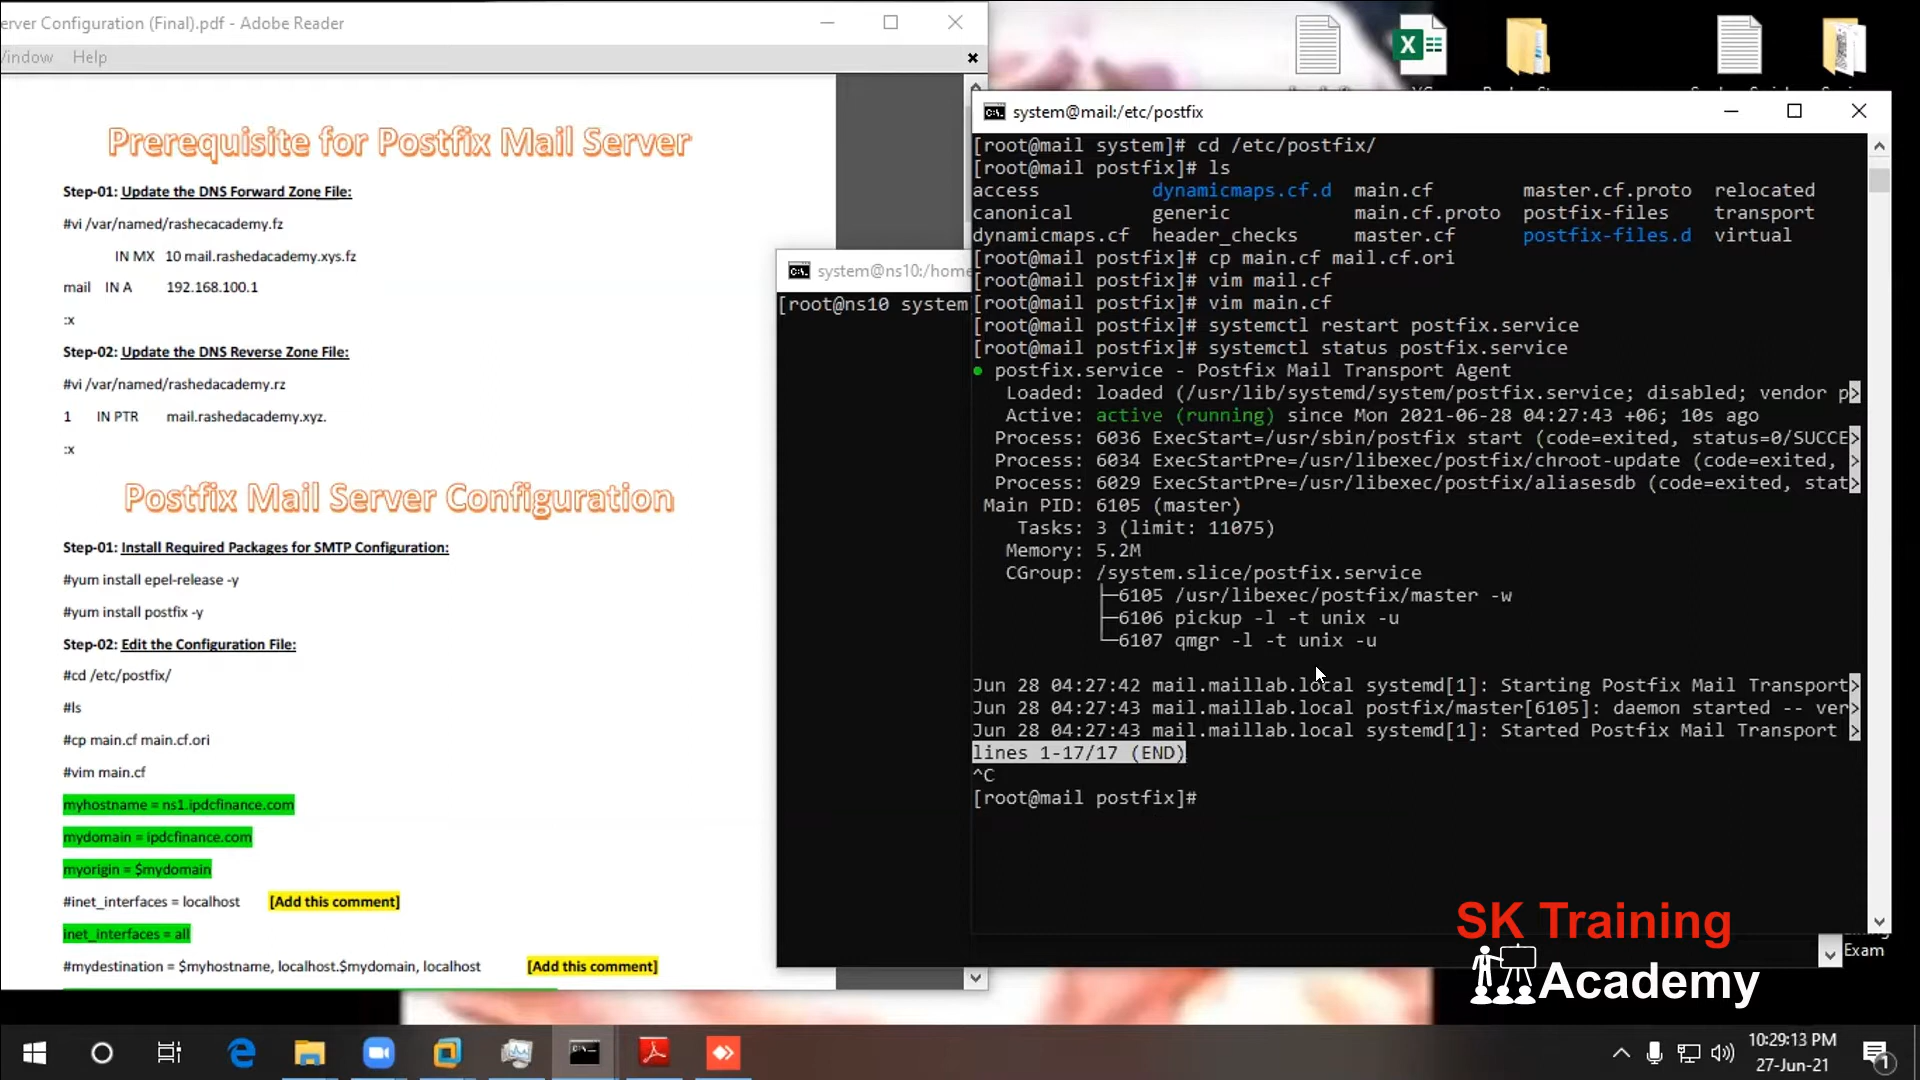 erver Configuration (Final).pdf - Adobe Reader
Vindow Help
Prerequisite for Postfix Mail Server
Step-01: Update the DNS Forward Zone File:
#vi /var/named/rashecacademy.fz
IN MX 10 mail.rashedacademy.xys.fz
mail IN A 192.168.100.1
:x
Step-02: Update the DNS Reverse Zone File:
#vi /var/named/rashedacademy.rz
1 IN PTR mail.rashedacademy.xyz.
:x
Postfix Mail Server Configuration
Step-01: Install Required Packages for SMTP Configuration:
#yum install epel-release -y
#yum install postfix -y
Step-02: Edit the Configuration File:
#cd /etc/postfix/
#ls
#cp main.cf main.cf.ori
#vim main.cf
myhostname = ns1.ipdcfinance.com
mydomain = ipdcfinance.com
myorigin = $mydomain
#inet_interfaces = localhost [Add this comment]
inet_interfaces = all
#mydestination = $myhostname, localhost.$mydomain, localhost [Add this comment]
system@ns10:/home
[root@ns10 system
system@mail:/etc/postfix
[root@mail system]# cd /etc/postfix/
[root@mail postfix]# ls
access dynamicmaps.cf.d main.cf master.cf.proto relocated
canonical generic main.cf.proto postfix-files transport
dynamicmaps.cf header_checks master.cf postfix-files.d virtual
[root@mail postfix]# cp main.cf mail.cf.ori
[root@mail postfix]# vim mail.cf
[root@mail postfix]# vim main.cf
[root@mail postfix]# systemctl restart postfix.service
[root@mail postfix]# systemctl status postfix.service
● postfix.service - Postfix Mail Transport Agent
Loaded: loaded (/usr/lib/systemd/system/postfix.service; disabled; vendor p>
Active: active (running) since Mon 2021-06-28 04:27:43 +06; 10s ago
Process: 6036 ExecStart=/usr/sbin/postfix start (code=exited, status=0/SUCCE>
Process: 6034 ExecStartPre=/usr/libexec/postfix/chroot-update (code=exited, >
Process: 6029 ExecStartPre=/usr/libexec/postfix/aliasesdb (code=exited, stat>
Main PID: 6105 (master)
Tasks: 3 (limit: 11075)
Memory: 5.2M
CGroup: /system.slice/postfix.service
├─6105 /usr/libexec/postfix/master -w
├─6106 pickup -l -t unix -u
└─6107 qmgr -l -t unix -u
Jun 28 04:27:42 mail.maillab.local systemd[1]: Starting Postfix Mail Transport>
Jun 28 04:27:43 mail.maillab.local postfix/master[6105]: daemon started -- ver>
Jun 28 04:27:43 mail.maillab.local systemd[1]: Started Postfix Mail Transport >
lines 1-17/17 (END)
^C
[root@mail postfix]#
SK Training
Academy
Exam
10:29:13 PM
27-Jun-21
1